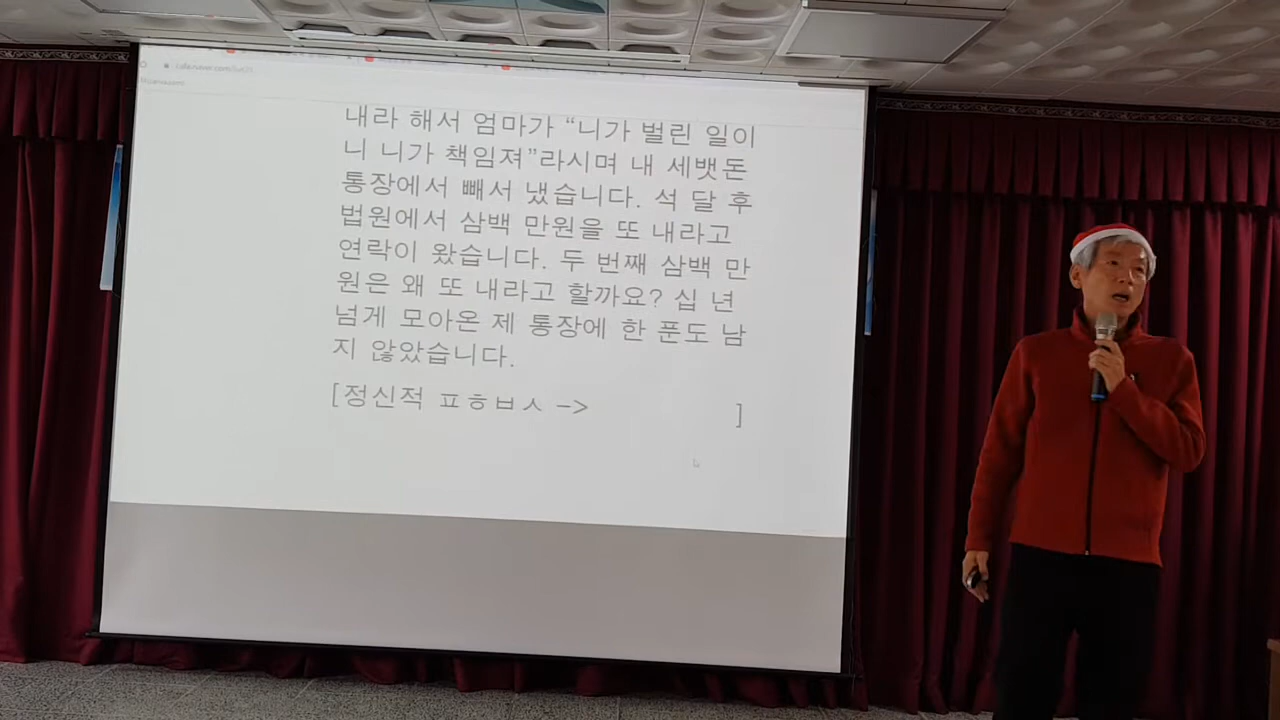 내라 해서 엄마가 “니가 벌린 일이
니 니가 책임져”라시며 내 세뱃돈
통장에서 빼서 냈습니다. 석 달 후
법원에서 삼백 만원을 또 내라고
연락이 왔습니다. 두 번째 삼백 만
원은 왜 또 내라고 할까요? 십 년
넘게 모아온 제 통장에 한 푼도 남
지 않았습니다.
[정신적 ㅍㅎㅂㅅ -> ]